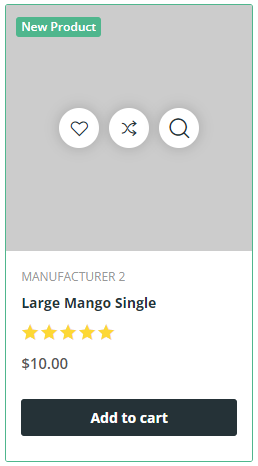 New Product
MANUFACTURER 2
Large Mango Single
$10.00
Add to cart